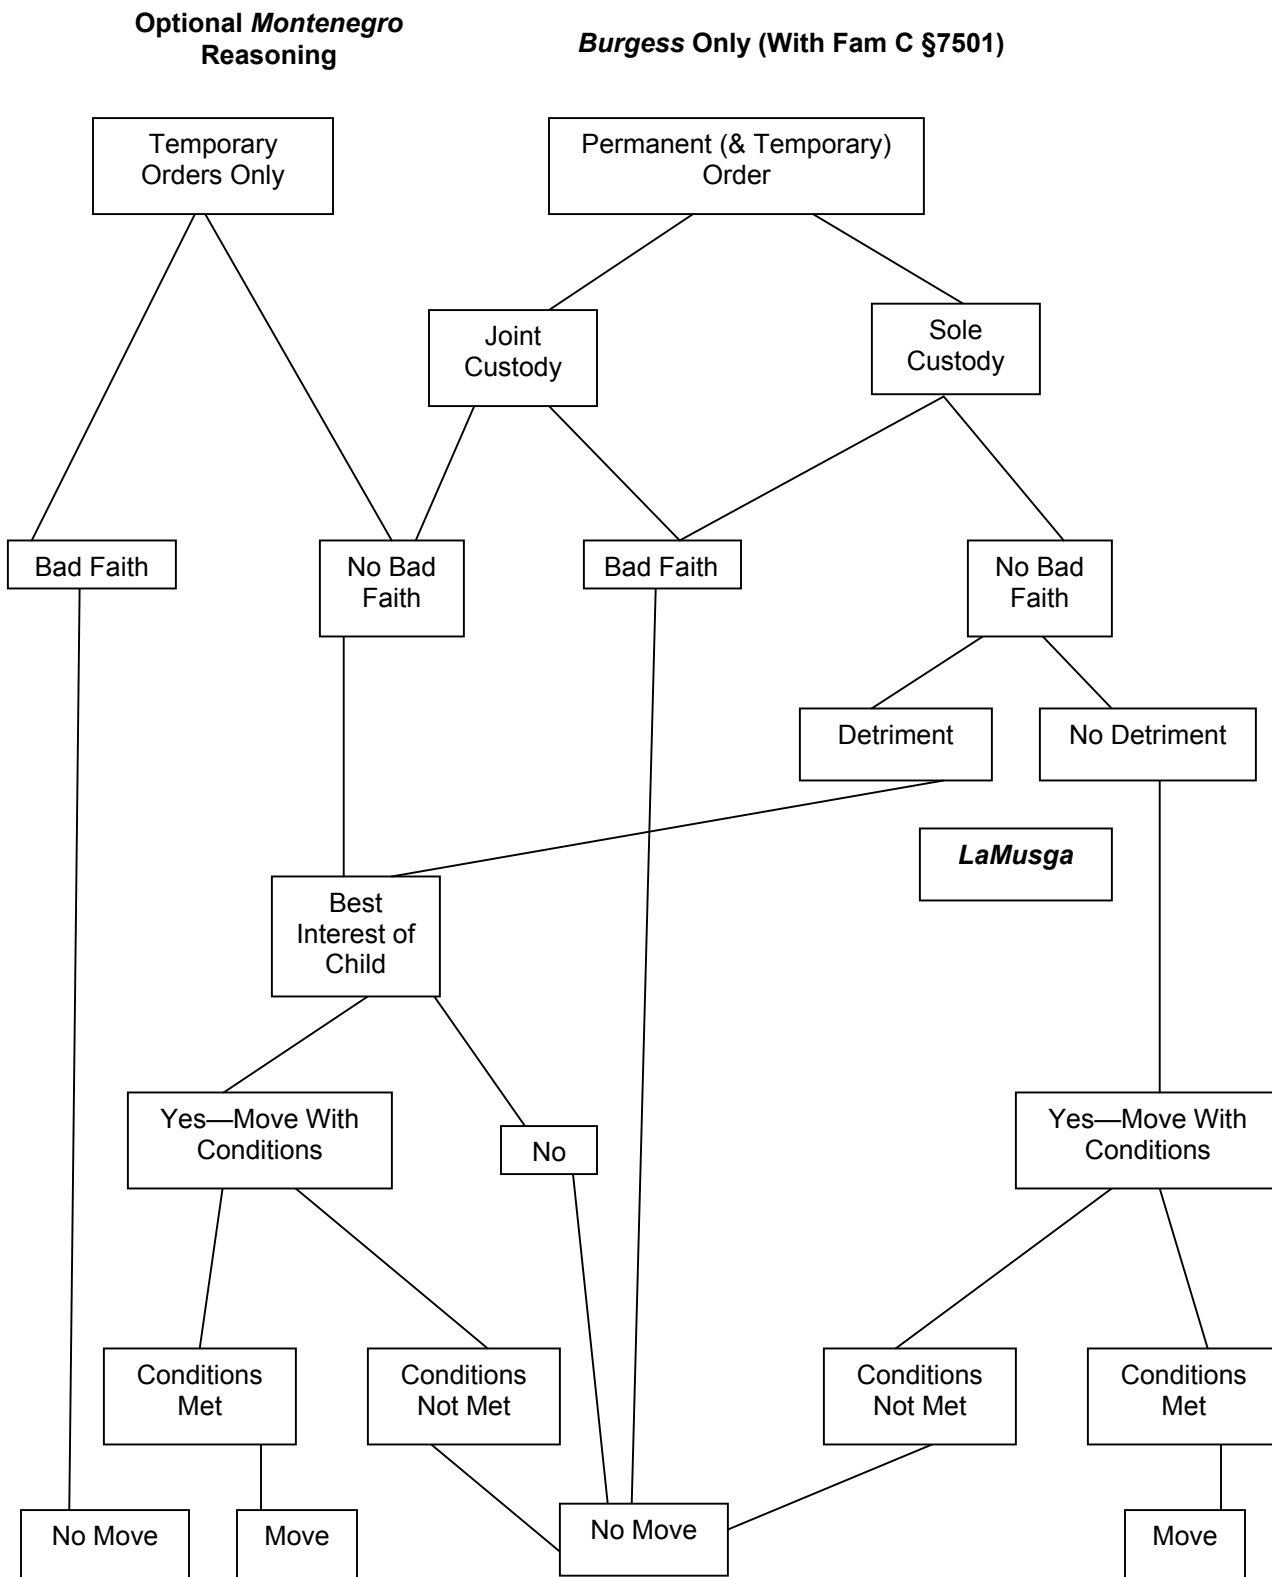 Optional Montenegro
Reasoning
Burgess Only (With Fam C §7501)
Temporary
Orders Only
Permanent (& Temporary)
Order
Joint
Custody
Sole
Custody
Bad Faith
No Bad
Faith
Bad Faith
No Bad
Faith
Detriment
No Detriment
LaMusga
Best
Interest of
Child
Yes—Move With
Conditions
No
Yes—Move With
Conditions
Conditions
Met
Conditions
Not Met
Conditions
Not Met
Conditions
Met
No Move
Move
No Move
Move